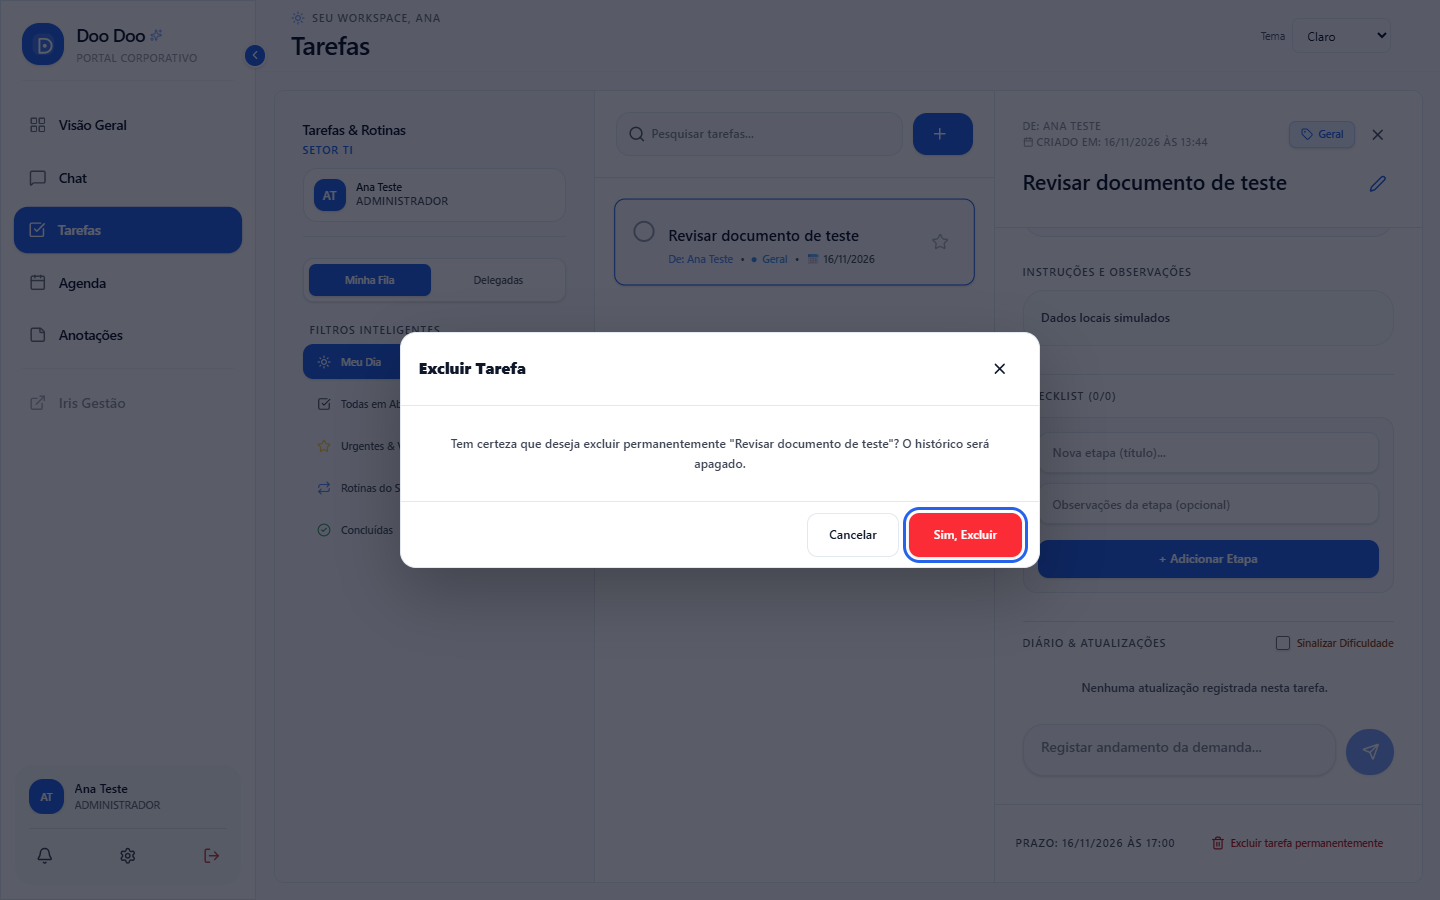 Doo Doo
PORTAL CORPORATIVO
Visão Geral
Chat
Tarefas
Agenda
Anotações
Iris Gestão
AT
Ana Teste
ADMINISTRADOR
SEU WORKSPACE, ANA
Tarefas
Tema
Claro
Tarefas & Rotinas
SETOR TI
AT
Ana Teste
ADMINISTRADOR
Minha Fila
Delegadas
FILTROS INTELIGENTES
Meu Dia
Todas em Ab
Urgentes &
Rotinas do S
Concluídas
Pesquisar tarefas...
+
Revisar documento de teste
De: Ana Teste • Geral • 16/11/2026
DE: ANA TESTE
CRIADO EM: 16/11/2026 ÀS 13:44
Geral
Revisar documento de teste
INSTRUÇÕES E OBSERVAÇÕES
Dados locais simulados
ECKLIST (0/0)
Nova etapa (título)...
Observações da etapa (opcional)
+ Adicionar Etapa
DIÁRIO & ATUALIZAÇÕES
Sinalizar Dificuldade
Nenhuma atualização registrada nesta tarefa.
Registar andamento da demanda...
PRAZO: 16/11/2026 ÀS 17:00
Excluir tarefa permanentemente
Excluir Tarefa
Tem certeza que deseja excluir permanentemente "Revisar documento de teste"? O histórico será
apagado.
Cancelar
Sim, Excluir